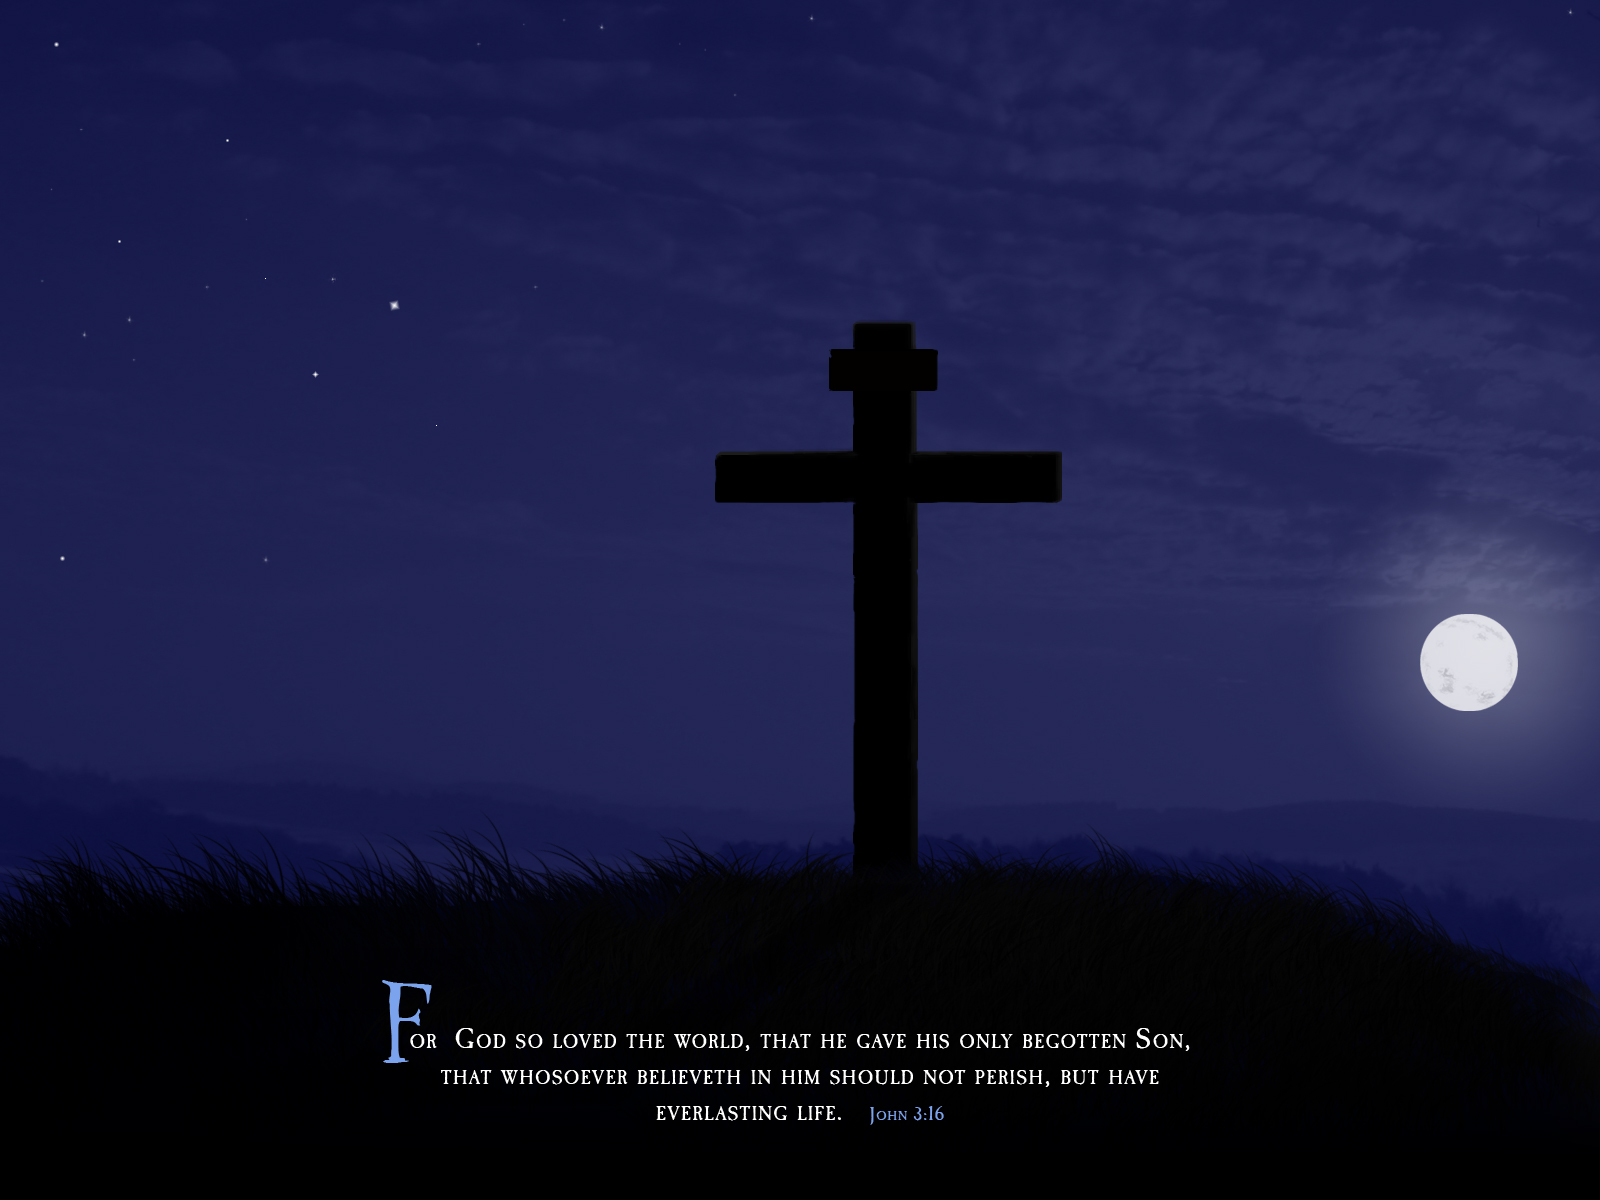 For God so loved the world, that he gave his only begotten Son,
that whosoever believeth in him should not perish, but have
everlasting life. John 3:16